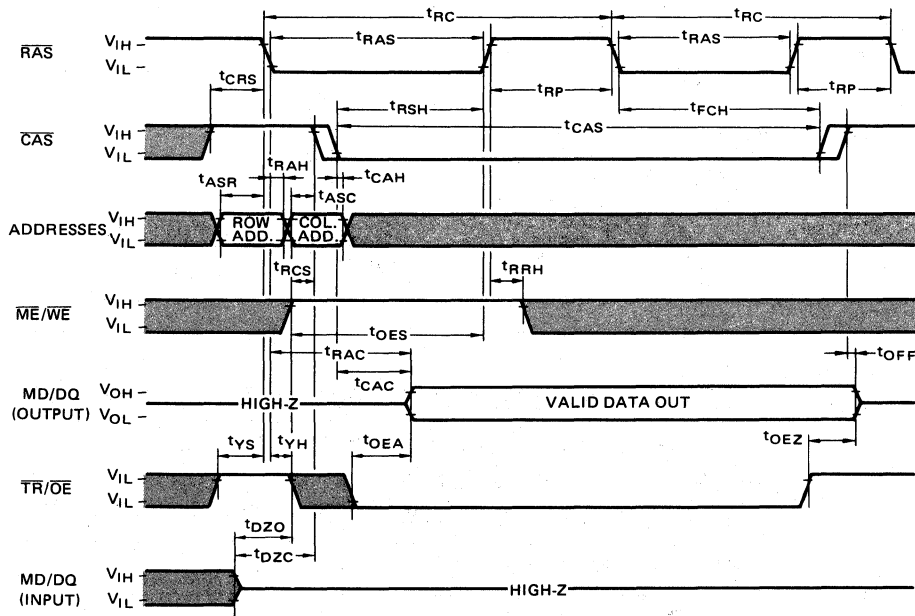 tRC tRC
RAS VIH tRAS tRAS
VIL
tCRS tRP tRP
tRSH tFCH
CAS VIH tCAS
VIL
tRAH tCAH
tASR tASC
ADDRESSES VIH ROW COL.
VIL ADD. ADD.
tRCS tRRH
ME/WE VIH
VIL tOES
tRAC tOFF
tCAC
MD/DQ VOH
(OUTPUT) VOL HIGH-Z VALID DATA OUT
tYS tYH tOEA tOEZ
TR/OE VIL
VIL
tDZO
tDZC
MD/DQ VIH
(INPUT) VIL HIGH-Z